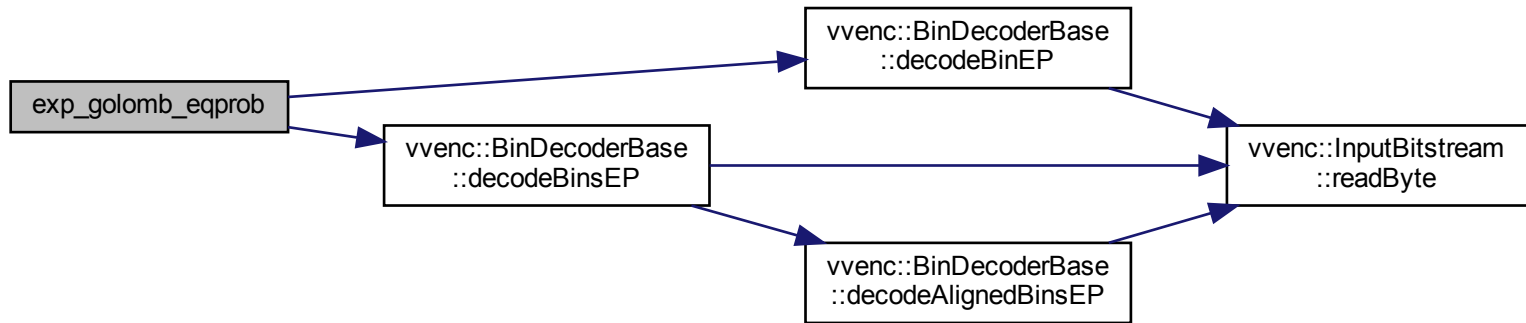 exp_golomb_eqprob
vvenc::BinDecoderBase
::decodeBinEP
vvenc::BinDecoderBase
::decodeBinsEP
vvenc::BinDecoderBase
::decodeAlignedBinsEP
vvenc::InputBitstream
::readByte